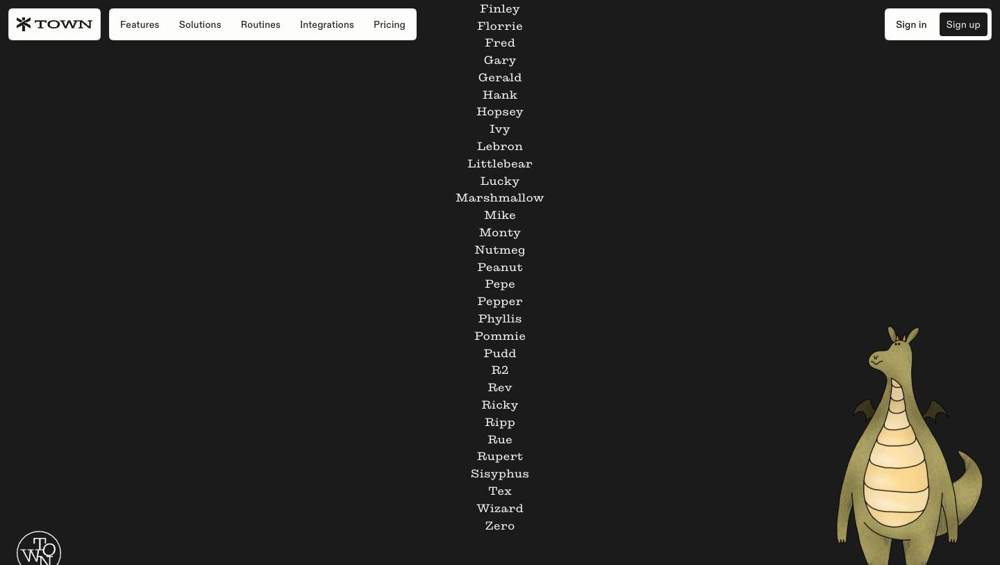 TOWN
Features Solutions Routines Integrations Pricing
Sign in Sign up
Finley
Florrie
Fred
Gary
Gerald
Hank
Hopsey
Ivy
Lebron
Littlebear
Lucky
Marshmallow
Mike
Monty
Nutmeg
Peanut
Pepe
Pepper
Phyllis
Pommie
Pudd
R2
Rev
Ricky
Ripp
Rue
Rupert
Sisyphus
Tex
Wizard
Zero
TOWN